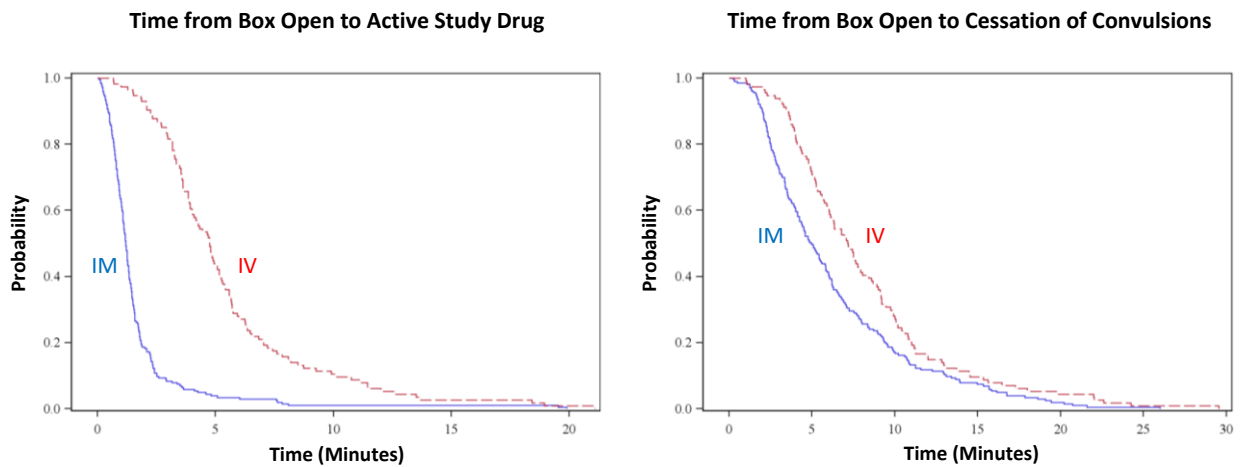 Time from Box Open to Active Study Drug
1.0
0.8
0.6
0.4
0.2
0.0
Probability
IM
IV
0
5
10
15
20
Time (Minutes)
Time from Box Open to Cessation of Convulsions
1.0
0.8
0.6
0.4
0.2
0.0
Probability
IM
IV
0
5
10
15
20
25
30
Time (Minutes)